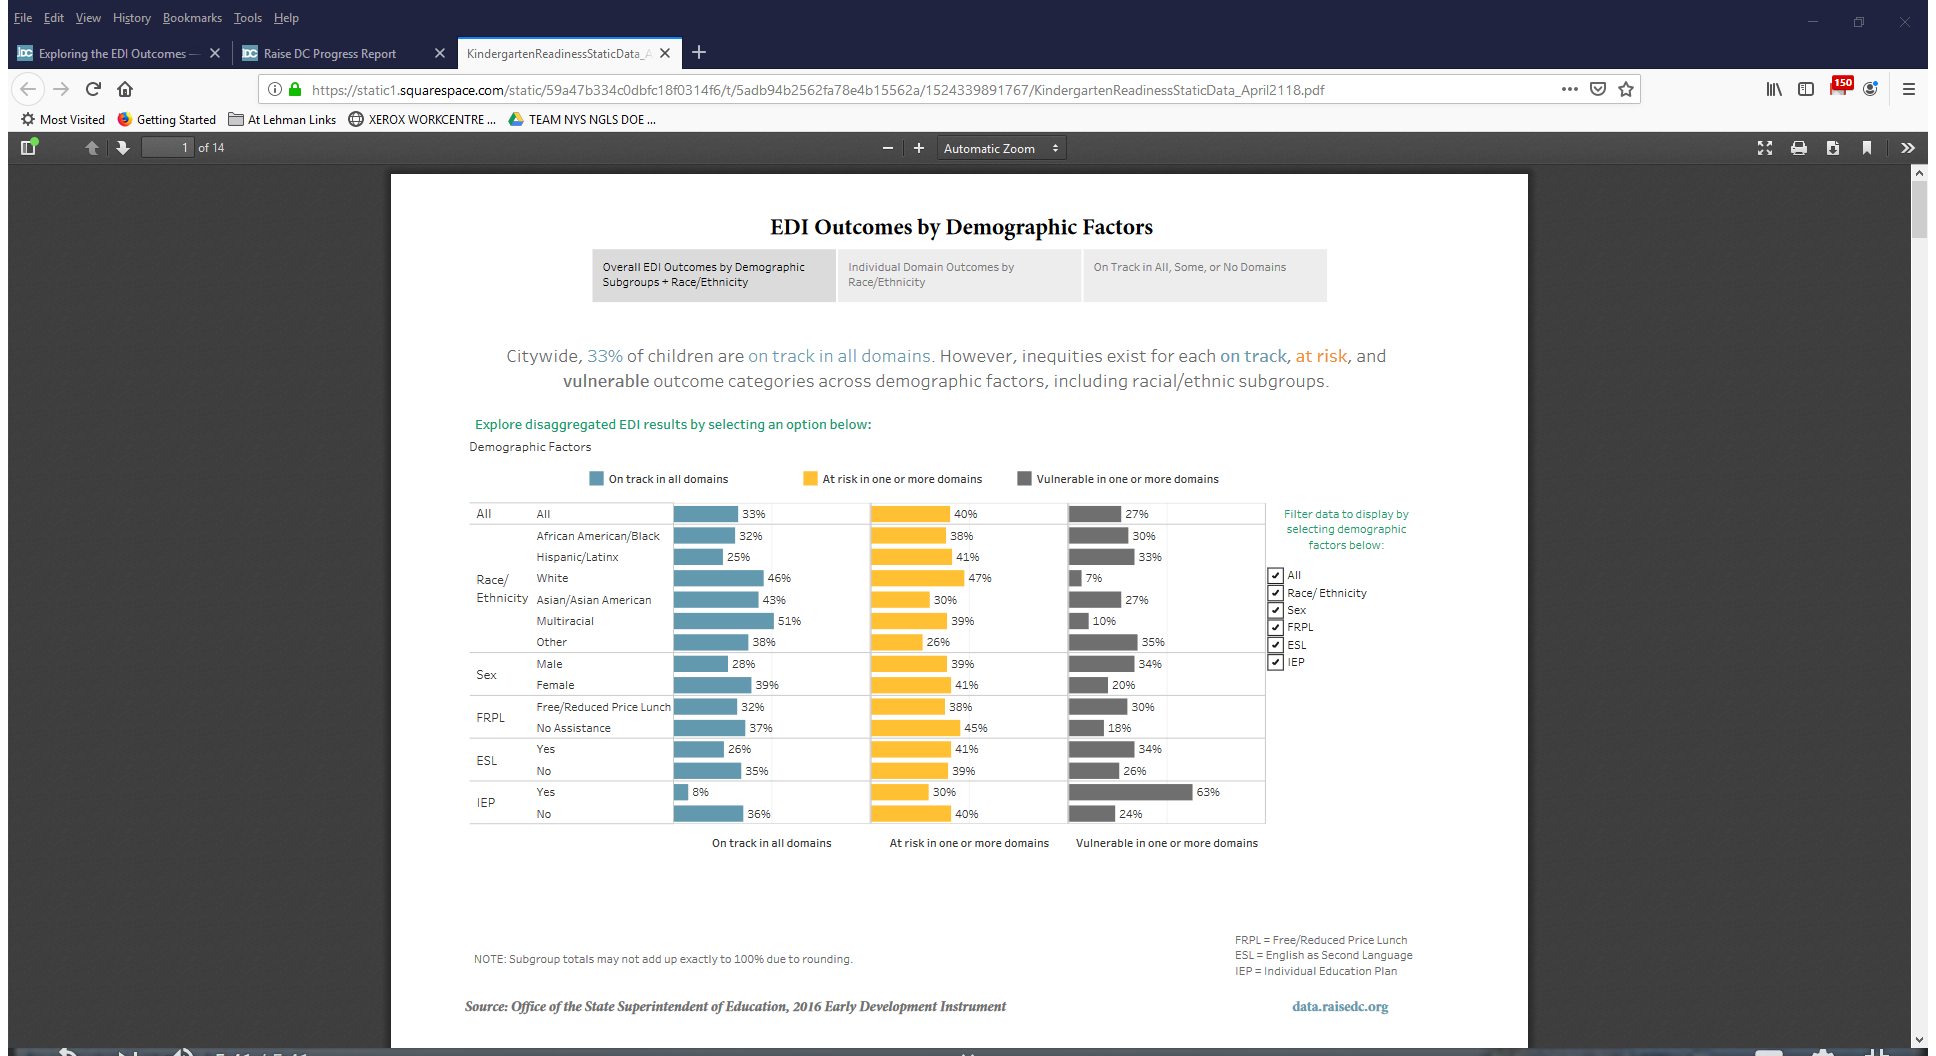 File Edit View History Bookmarks Tools Help
Exploring the EDI Outcomes —
Raise DC Progress Report
KindergartenReadinessStaticData_A
https://static1.squarespace.com/static/59a47b334c0dbfc18f0314f6/t/5adb94b2562fa78e4b15562a/1524339891767/KindergartenReadinessStaticData_April2118.pdf
150
Most Visited Getting Started At Lehman Links XEROX WORKCENTRE ... TEAM NYS NGLS DOE ...
1 of 14
Automatic Zoom
EDI Outcomes by Demographic Factors
Overall EDI Outcomes by Demographic
Subgroups + Race/Ethnicity
Individual Domain Outcomes by
Race/Ethnicity
On Track in All, Some, or No Domains
Citywide, 33% of children are on track in all domains. However, inequities exist for each on track, at risk, and
vulnerable outcome categories across demographic factors, including racial/ethnic subgroups.
Explore disaggregated EDI results by selecting an option below:
Demographic Factors
On track in all domains At risk in one or more domains Vulnerable in one or more domains
All All 33% 40% 27%
Race/
Ethnicity
African American/Black 32% 38% 30%
Hispanic/Latinx 25% 41% 33%
White 46% 47% 7%
Asian/Asian American 43% 30% 27%
Multiracial 51% 39% 10%
Other 38% 26% 35%
Sex
Male 28% 39% 34%
Female 39% 41% 20%
FRPL
Free/Reduced Price Lunch 32% 38% 30%
No Assistance 37% 45% 18%
ESL
Yes 26% 41% 34%
No 35% 39% 26%
IEP
Yes 8% 30% 63%
No 36% 40% 24%
On track in all domains At risk in one or more domains Vulnerable in one or more domains
Filter data to display by
selecting demographic
factors below:
All
Race/ Ethnicity
Sex
FRPL
ESL
IEP
NOTE: Subgroup totals may not add up exactly to 100% due to rounding.
FRPL = Free/Reduced Price Lunch
ESL = English as Second Language
IEP = Individual Education Plan
Source: Office of the State Superintendent of Education, 2016 Early Development Instrument
data.raisedc.org